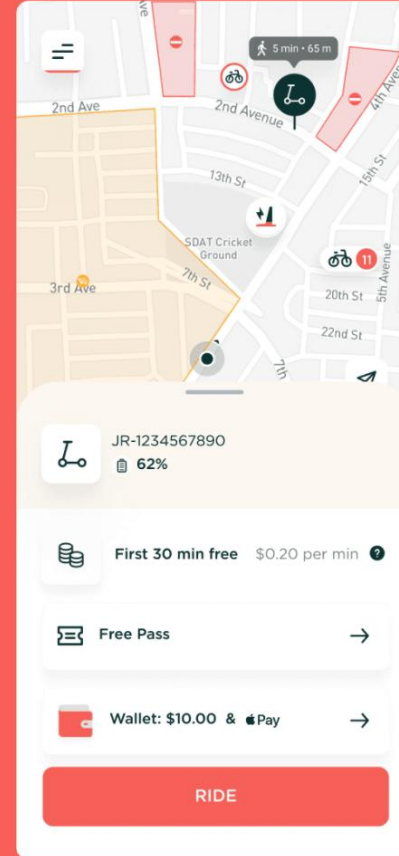 Ave
5 min • 65 m
2nd Ave
2nd Avenue
4th Aven
13th St
15th St
SDAT Cricket
Ground
11
5th Avenue
3rd Ave
7th St
20th St
22nd St
7th
JR-1234567890
62%
First 30 min free $0.20 per min ?
Free Pass
Wallet: $10.00 & Pay
RIDE